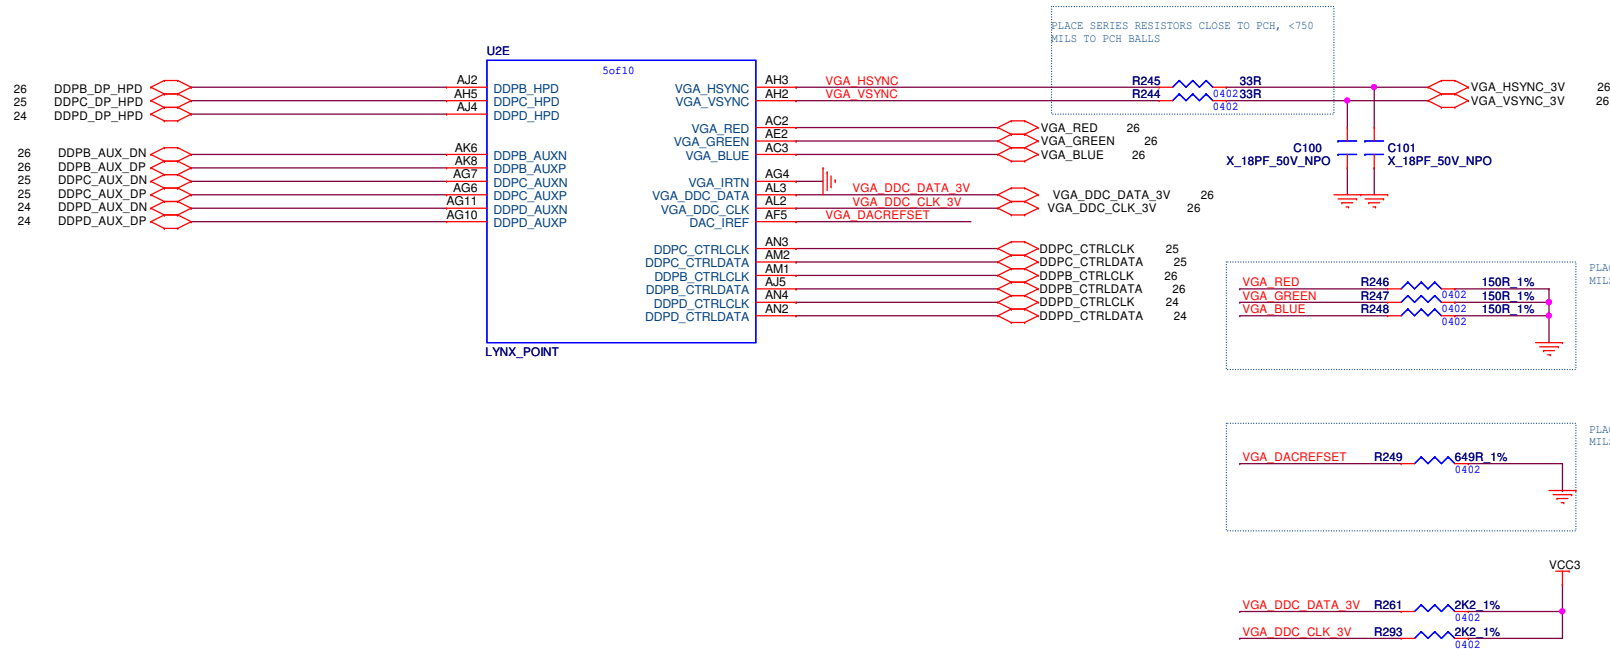 PLACE SERIES RESISTORS CLOSE TO PCH, <750
MILS TO PCH BALLS
U2E
5of10
26 DDPB_DP_HPD AJ2 DDPB_HPD
25 DDPC_DP_HPD AH5 DDPC_HPD
24 DDPD_DP_HPD AJ4 DDPD_HPD
26 DDPB_AUX_DN AK6 DDPB_AUXN
26 DDPB_AUX_DP AK8 DDPB_AUXP
25 DDPC_AUX_DN AG7 DDPC_AUXN
25 DDPC_AUX_DP AG6 DDPC_AUXP
24 DDPD_AUX_DN AG11 DDPD_AUXN
24 DDPD_AUX_DP AG10 DDPD_AUXP
VGA_HSYNC AH3 VGA_HSYNC R245 33R 0402 VGA_HSYNC_3V 26
VGA_VSYNC AH2 VGA_VSYNC R244 33R 0402 VGA_VSYNC_3V 26
VGA_RED AC2 VGA_RED 26
VGA_GREEN AE2 VGA_GREEN 26
VGA_BLUE AC3 VGA_BLUE 26
VGA_IRTN AG4
VGA_DDC_DATA AL3 VGA_DDC_DATA_3V VGA_DDC_DATA_3V 26
VGA_DDC_CLK AL2 VGA_DDC_CLK_3V VGA_DDC_CLK_3V 26
DAC_IREF AF5 VGA_DACREFSET
DDPC_CTRLCLK AN3 DDPC_CTRLCLK 25
DDPC_CTRLDATA AM2 DDPC_CTRLDATA 25
DDPB_CTRLCLK AM1 DDPB_CTRLCLK 26
DDPB_CTRLDATA AJ5 DDPB_CTRLDATA 26
DDPD_CTRLCLK AN4 DDPD_CTRLCLK 24
DDPD_CTRLDATA AN2 DDPD_CTRLDATA 24
LYNX_POINT
C100 C101
X_18PF_50V_NPO X_18PF_50V_NPO
VGA_RED R246 150R_1% 0402
VGA_GREEN R247 150R_1% 0402
VGA_BLUE R248 150R_1% 0402
VGA_DACREFSET R249 649R_1%
0402
VCC3
VGA_DDC_DATA_3V R261 2K2_1%
0402
VGA_DDC_CLK_3V R293 2K2_1%
0402